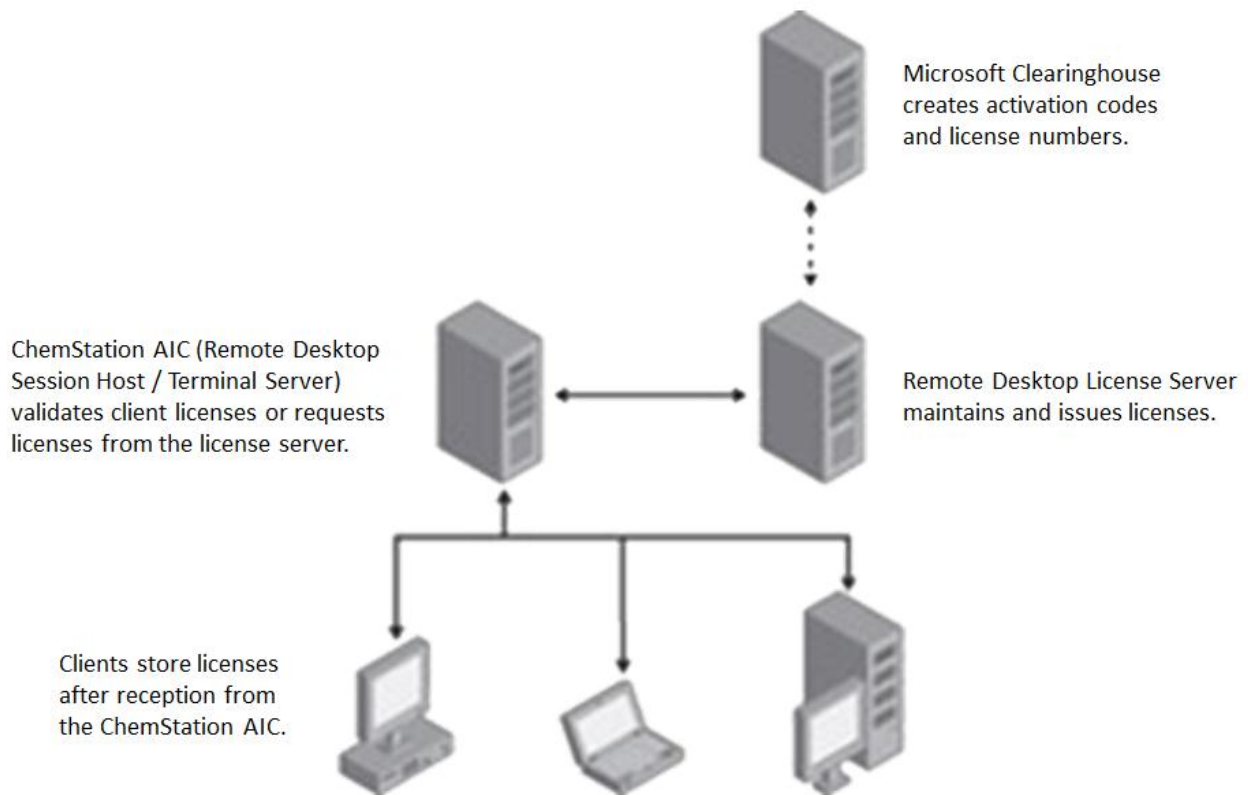 Microsoft Clearinghouse
creates activation codes
and license numbers.
ChemStation AIC (Remote Desktop
Session Host / Terminal Server)
validates client licenses or requests
licenses from the license server.
Remote Desktop License Server
maintains and issues licenses.
Clients store licenses
after reception from
the ChemStation AIC.